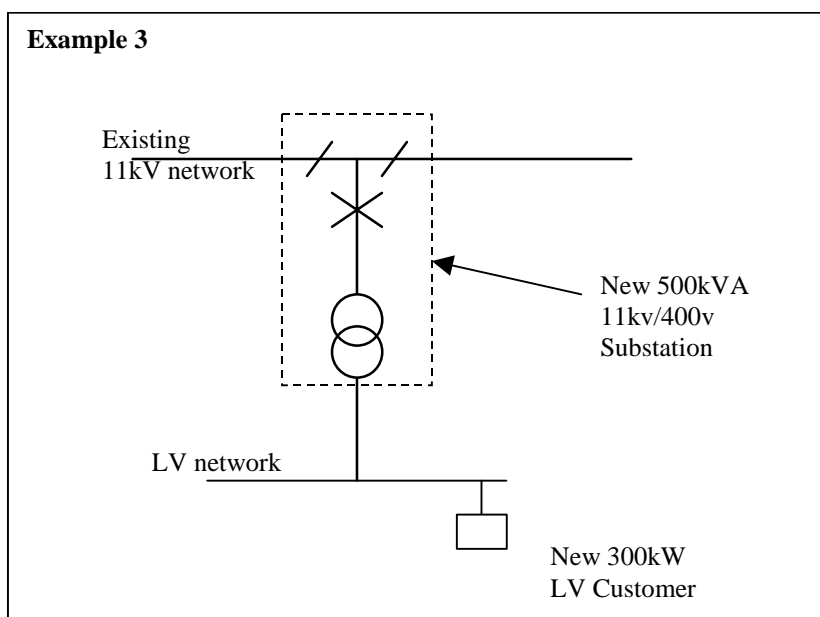 Example 3
Existing
11kV network
New 500kVA
11kv/400v
Substation
LV network
New 300kW
LV Customer